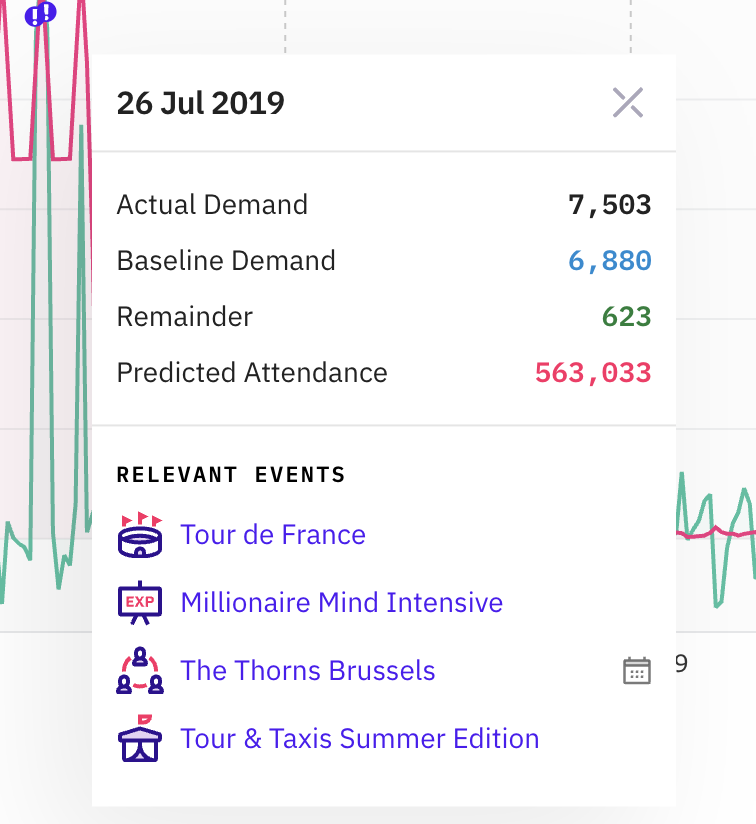 !
!
26 Jul 2019
Actual Demand 7,503
Baseline Demand 6,880
Remainder 623
Predicted Attendance 563,033
RELEVANT EVENTS
Tour de France
EXP Millionaire Mind Intensive
The Thorns Brussels
9
Tour & Taxis Summer Edition